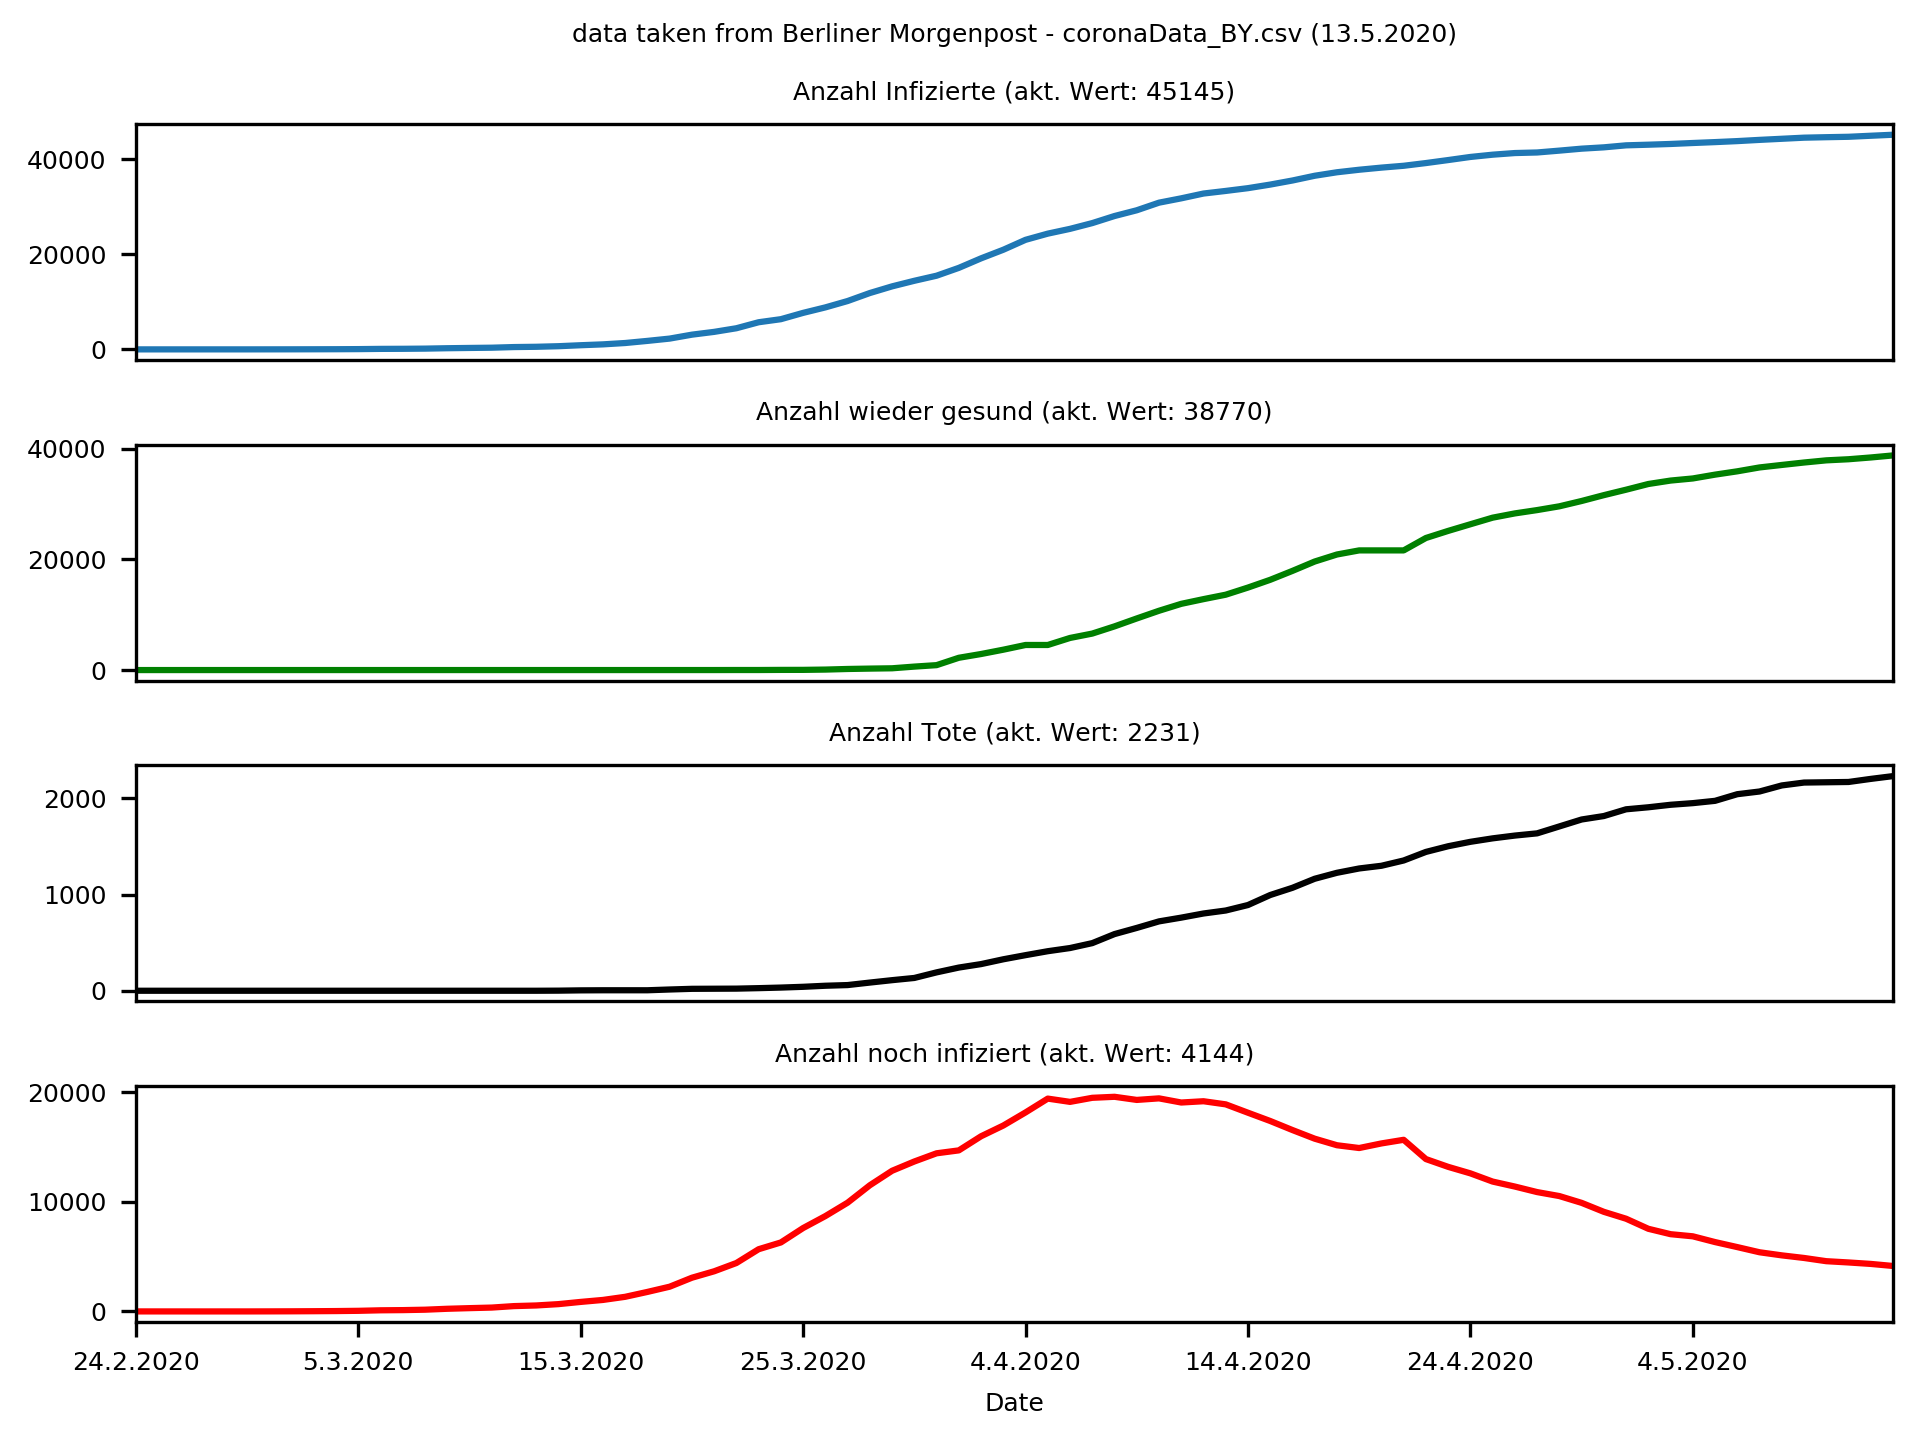 data taken from Berliner Morgenpost - coronaData_BY.csv (13.5.2020)
Anzahl Infizierte (akt. Wert: 45145)
40000
20000
0
Anzahl wieder gesund (akt. Wert: 38770)
40000
20000
0
Anzahl Tote (akt. Wert: 2231)
2000
1000
0
Anzahl noch infiziert (akt. Wert: 4144)
20000
10000
0
24.2.2020 5.3.2020 15.3.2020 25.3.2020 4.4.2020 14.4.2020 24.4.2020 4.5.2020
Date